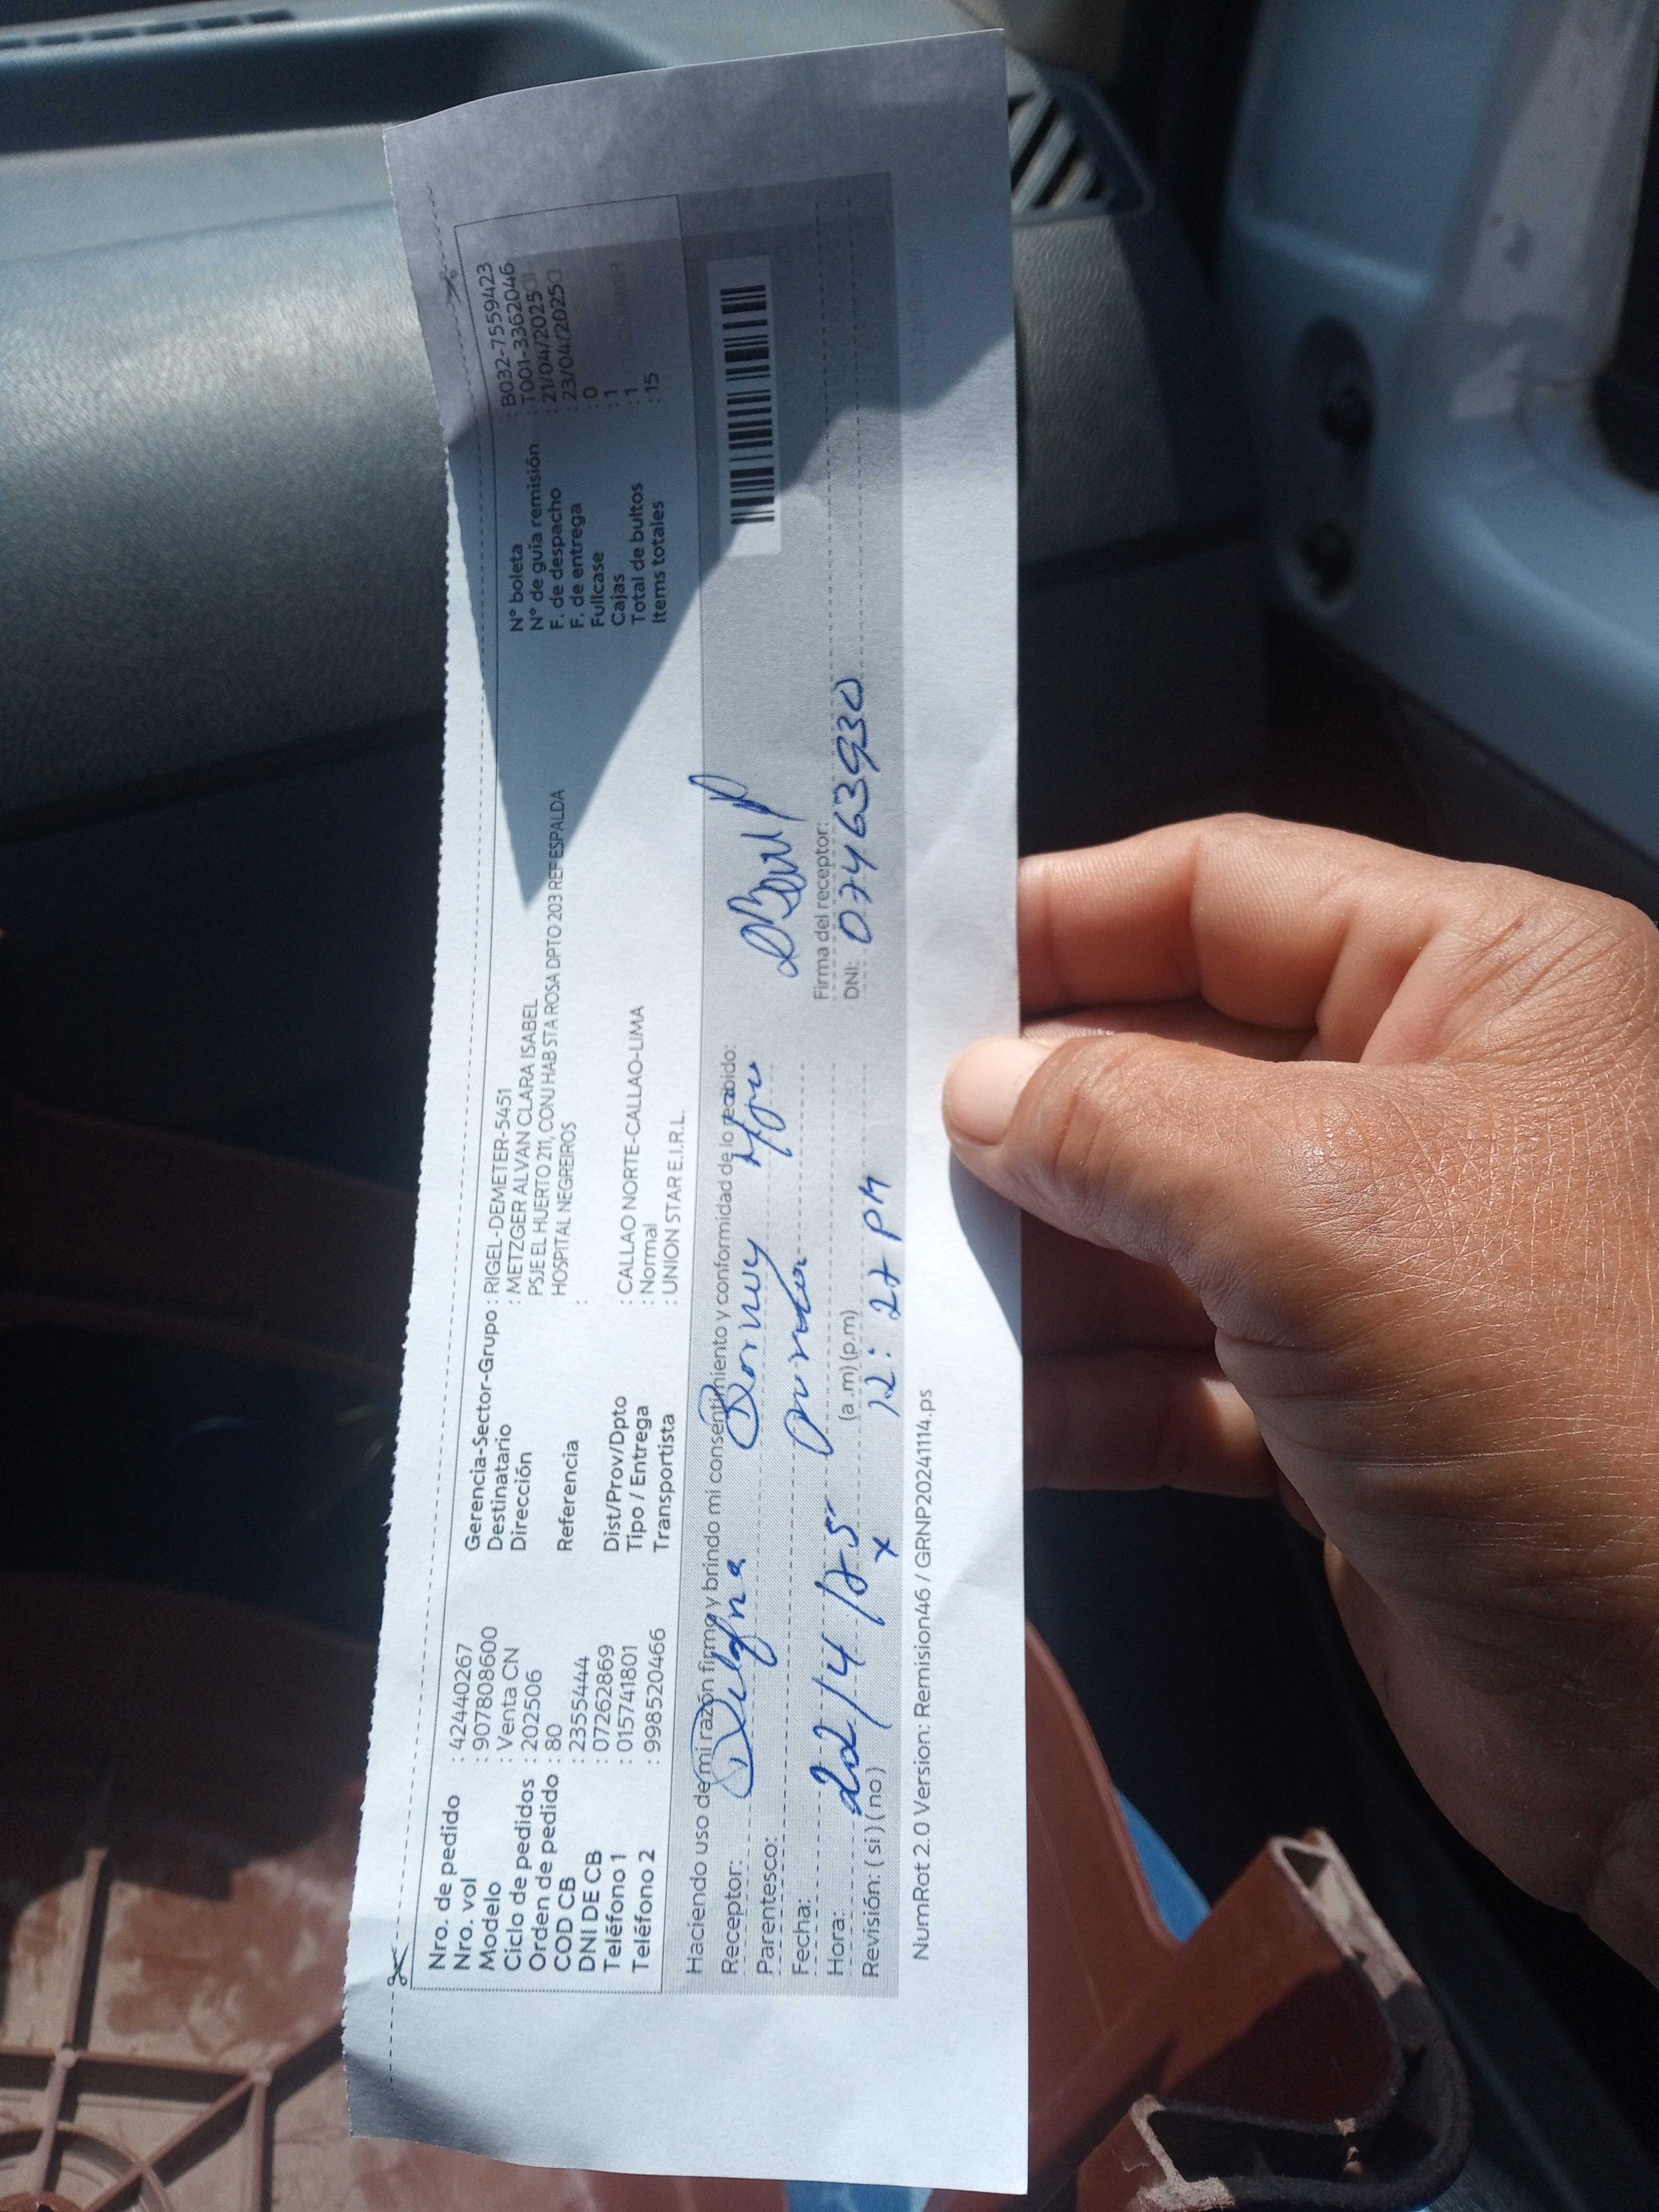 Nro. de pedido : 42440267
Nro. vol : 90780808600
Modelo : Venta CN
Ciclo de pedidos : 202506
Orden de pedido : 80
COD CB : 2355444
DNI DE CB : 07262869
Teléfono 1 : 015741801
Teléfono 2 : 998520466
Gerencia-Sector-Grupo : RIGEL-DEMETER-5451
Destinatario : METZGER ALVAN CLARA ISABEL
Dirección PSJE EL HUERTO 211, CONJ HAB STA ROSA DPTO 203 REF ESPALDA
HOSPITAL NEGREIROS
Referencia :
Dist/Prov/Dpto : CALLAO NORTE-CALLAO-LIMA
Tipo / Entrega : Normal
Transportista : UNION STAR E.I.R.L.
N° boleta : B032-7559423
N° de guía remisión : T001-3362046
F. de despacho : 21/04/2025
F. de entrega : 23/04/2025
Fullcase : 0
Cajas : 1
Total de bultos : 1
Items totales : 15
Haciendo uso de mi razón firmo y brindo mi consentimiento y conformidad de lo recibido:
Receptor:
Parentesco:
Fecha: 22/4/25
Hora: (a.m) (p.m) 12:27 PM
Revisión: ( si ) ( no ) x
Firma del receptor:
DNI: 07463930
NumRot 2.0 Version: Remision46 / GRNP20241114.ps